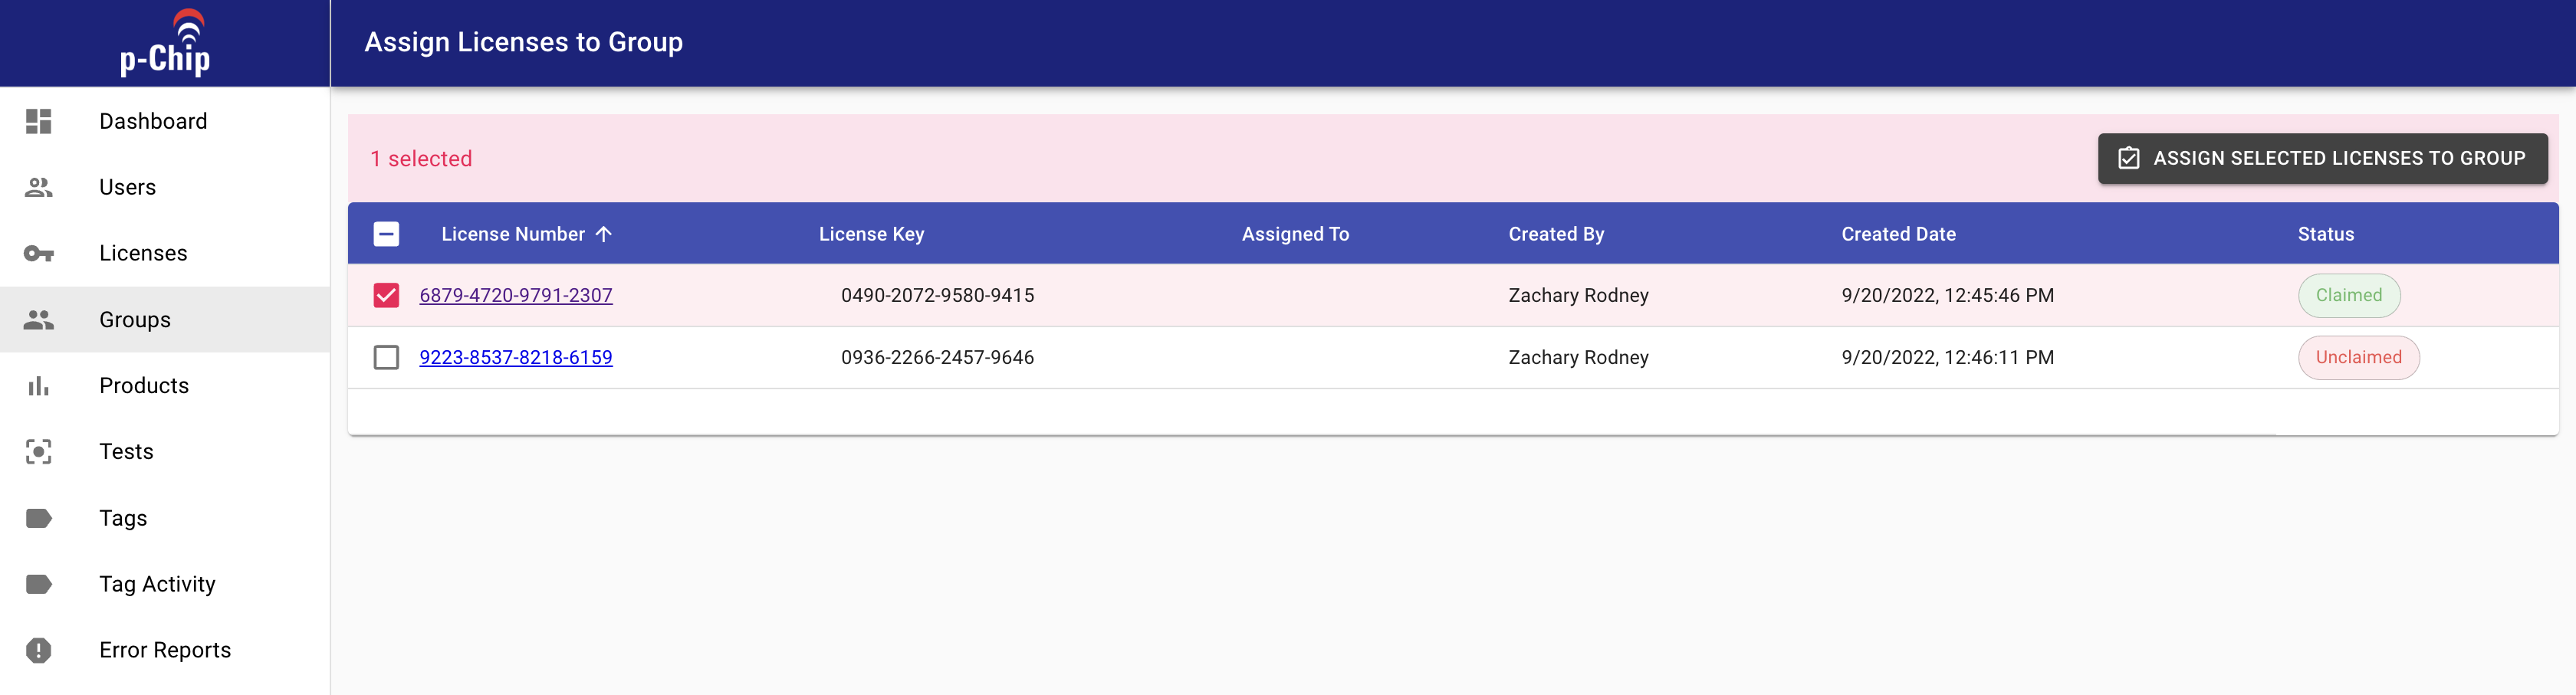 p-Chip
Assign Licenses to Group
Dashboard
Users
Licenses
Groups
Products
Tests
Tags
Tag Activity
Error Reports
1 selected
ASSIGN SELECTED LICENSES TO GROUP
License Number License Key Assigned To Created By Created Date Status
6879-4720-9791-2307 0490-2072-9580-9415 Zachary Rodney 9/20/2022, 12:45:46 PM Claimed
9223-8537-8218-6159 0936-2266-2457-9646 Zachary Rodney 9/20/2022, 12:46:11 PM Unclaimed